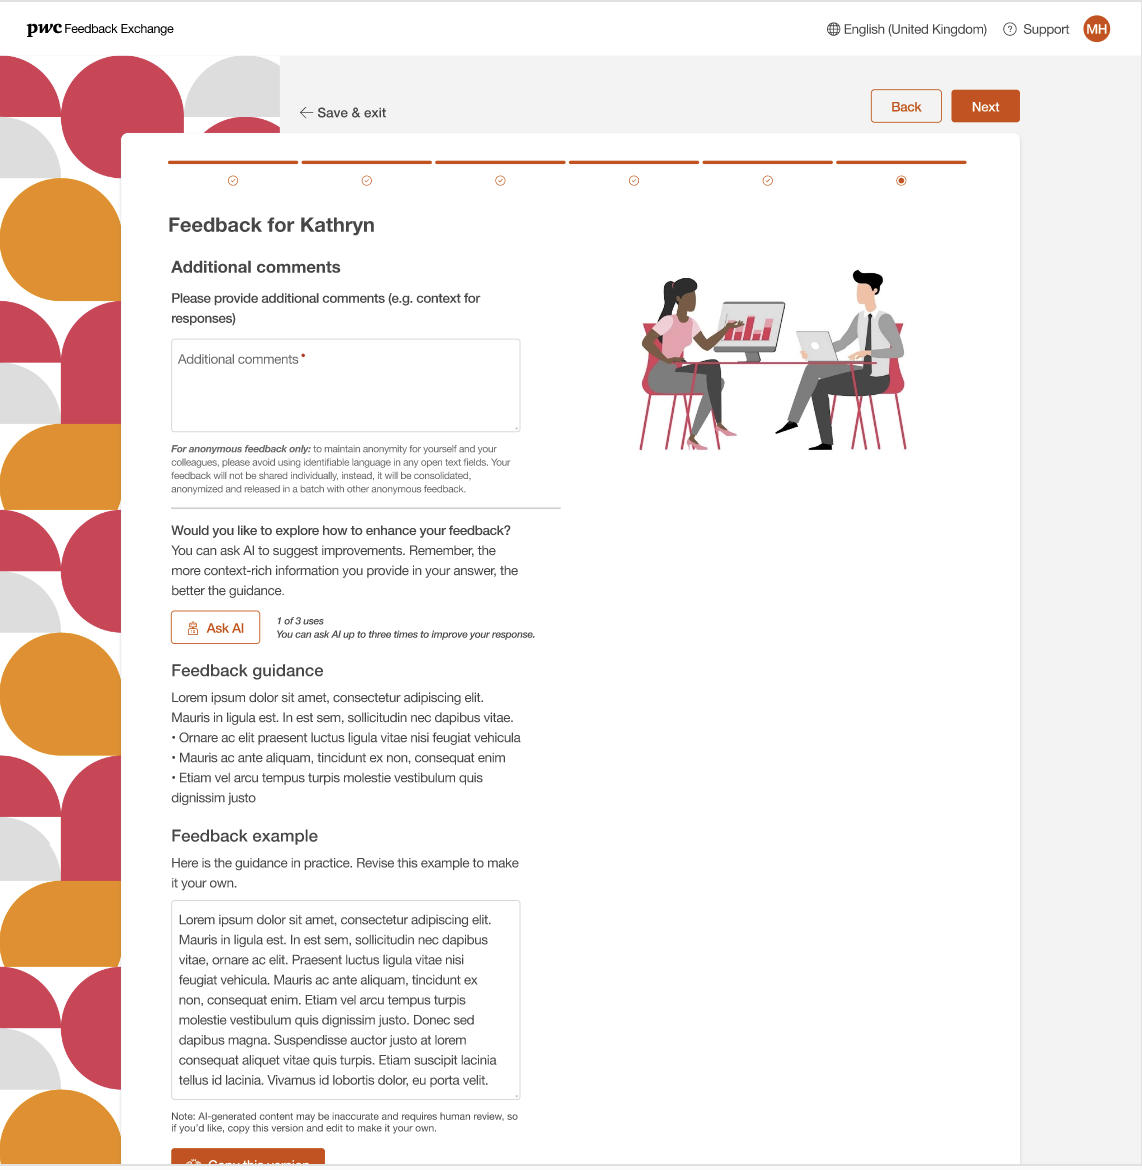 pwc Feedback Exchange
English (United Kingdom)
Support
MH
Save & exit
Back
Next
Feedback for Kathryn
Additional comments
Please provide additional comments (e.g. context for
responses)
Additional comments *
For anonymous feedback only: to maintain anonymity for yourself and your
colleagues, please avoid using identifiable language in any open text fields. Your
feedback will not be shared individually, instead, it will be consolidated,
anonymized and released in a batch with other anonymous feedback.
Would you like to explore how to enhance your feedback?
You can ask AI to suggest improvements. Remember, the
more context-rich information you provide in your answer, the
better the guidance.
Ask AI
1 of 3 uses
You can ask AI up to three times to improve your response.
Feedback guidance
Lorem ipsum dolor sit amet, consectetur adipiscing elit.
Mauris in ligula est. In est sem, sollicitudin nec dapibus vitae.
• Ornare ac elit praesent luctus ligula vitae nisi feugiat vehicula
• Mauris ac ante aliquam, tincidunt ex non, consequat enim
• Etiam vel arcu tempus turpis molestie vestibulum quis
dignissim justo
Feedback example
Here is the guidance in practice. Revise this example to make
it your own.
Lorem ipsum dolor sit amet, consectetur adipiscing elit.
Mauris in ligula est. In est sem, sollicitudin nec dapibus
vitae, ornare ac elit. Praesent luctus ligula vitae nisi
feugiat vehicula. Mauris ac ante aliquam, tincidunt ex
non, consequat enim. Etiam vel arcu tempus turpis
molestie vestibulum quis dignissim justo. Donec sed
dapibus magna. Suspendisse auctor justo at lorem
consequat aliquet vitae quis turpis. Etiam suscipit lacinia
tellus id lacinia. Vivamus id lobortis dolor, eu porta velit.
Note: AI-generated content may be inaccurate and requires human review, so
if you'd like, copy this version and edit to make it your own.
Copy this version